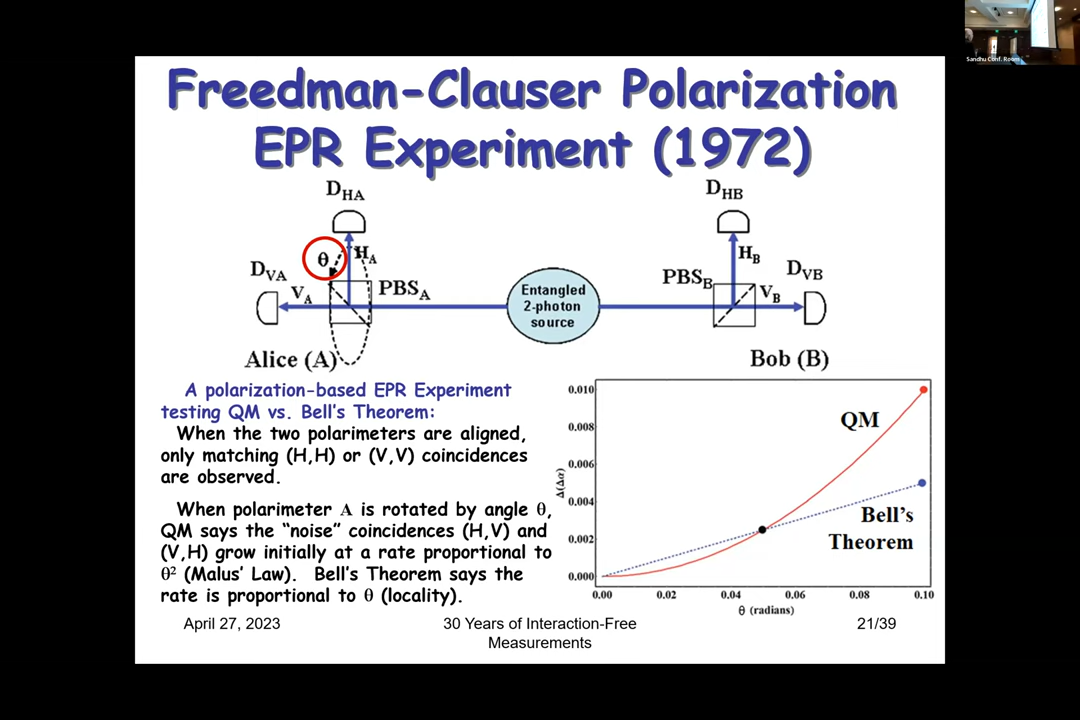 Sandhu Conf. Room
Freedman-Clauser Polarization
EPR Experiment (1972)
D_HA
D_HB
θ
H_A
H_B
D_VA
V_A
PBS_A
Entangled
2-photon
source
PBS_B
V_B
D_VB
Alice (A)
Bob (B)
A polarization-based EPR Experiment
testing QM vs. Bell's Theorem:
When the two polarimeters are aligned,
only matching (H,H) or (V,V) coincidences
are observed.
When polarimeter A is rotated by angle θ,
QM says the "noise" coincidences (H,V) and
(V,H) grow initially at a rate proportional to
θ² (Malus' Law). Bell's Theorem says the
rate is proportional to θ (locality).
0.010
0.008
0.006
0.004
0.002
0.000
Δ(Δα)
QM
Bell's
Theorem
0.00 0.02 0.04 0.06 0.08 0.10
θ (radians)
April 27, 2023
30 Years of Interaction-Free
Measurements
21/39